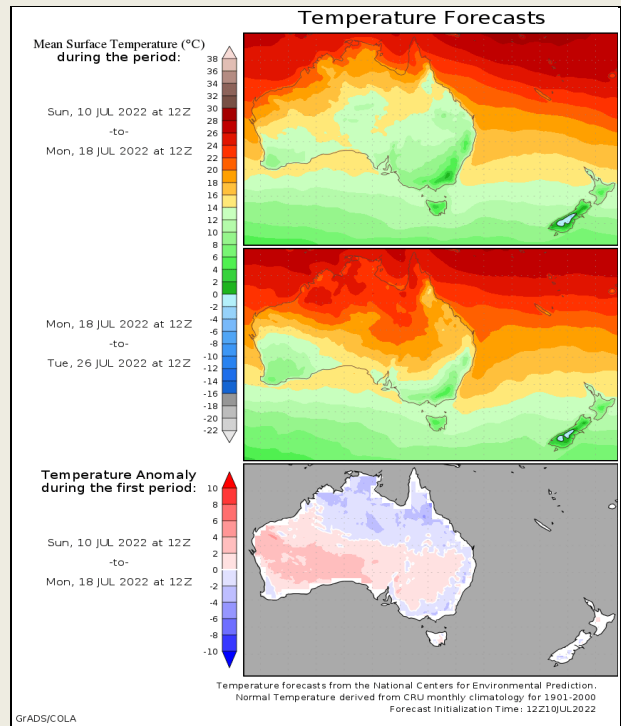 Temperature Forecasts
Mean Surface Temperature (°C)
during the period:
38
36
34
32
30
28
26
24
22
20
18
16
14
12
10
8
6
4
2
0
-2
-4
-6
-8
-10
-12
-14
-16
-18
-20
-22
Sun, 10 JUL 2022 at 12Z
-to-
Mon, 18 JUL 2022 at 12Z
Mon, 18 JUL 2022 at 12Z
-to-
Tue, 26 JUL 2022 at 12Z
Temperature Anomaly
during the first period:
10
8
6
4
2
0
-2
-4
-6
-8
-10
Sun, 10 JUL 2022 at 12Z
-to-
Mon, 18 JUL 2022 at 12Z
Temperature forecasts from the National Centers for Environmental Prediction.
Normal Temperature derived from CRU monthly climatology for 1901-2000
Forecast Initialization Time: 12Z10JUL2022
GrADS/COLA